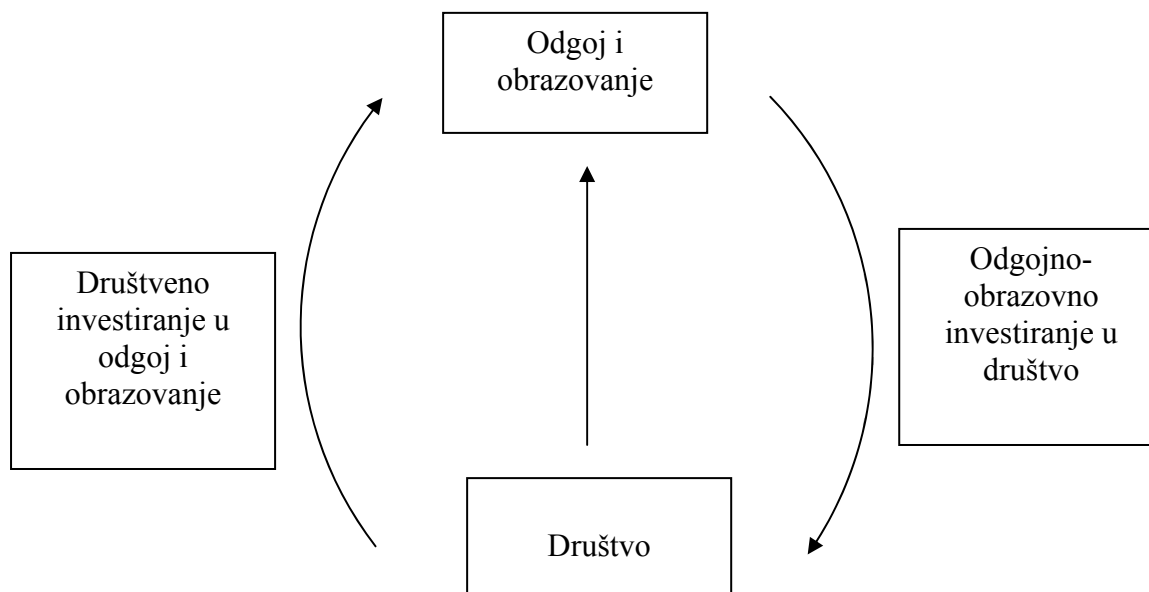 Odgoj i
obrazovanje
Društveno
investiranje u
odgoj i
obrazovanje
Odgojno-
obrazovno
investiranje u
društvo
Društvo